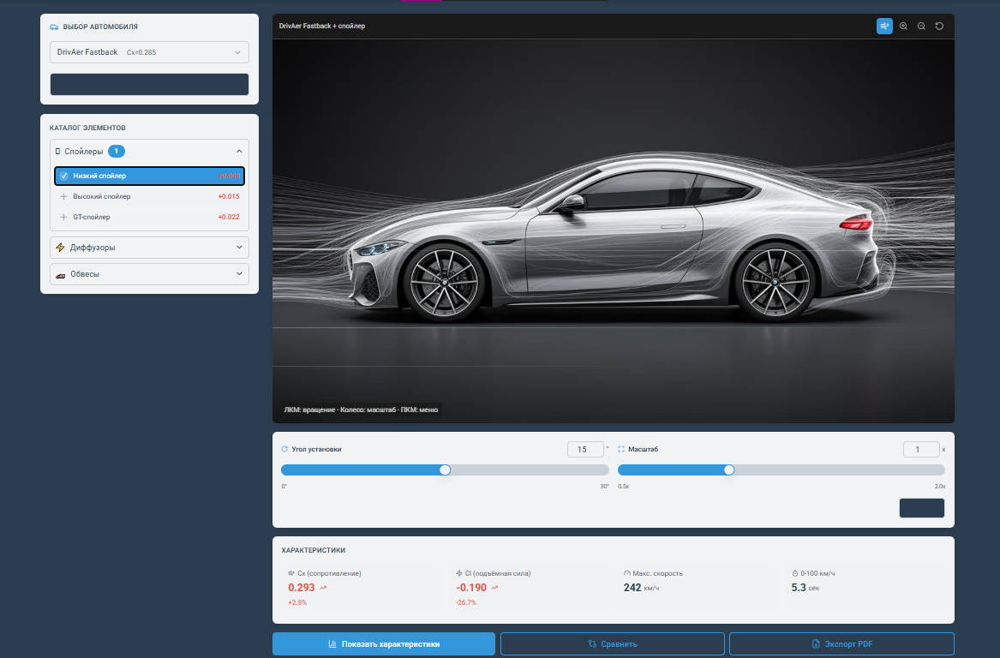 ВЫБОР АВТОМОБИЛЯ
DrivAer Fastback Cx=0.285
КАТАЛОГ ЭЛЕМЕНТОВ
Спойлеры 1
Низкий спойлер +0.008
Высокий спойлер +0.015
GT-спойлер +0.022
Диффузоры
Обвесы
DrivAer Fastback + спойлер
ЛКМ: вращение · Колесо: масштаб · ПКМ: меню
Угол установки 15 °
0° 30°
Масштаб 1 x
0.5x 2.0x
ХАРАКТЕРИСТИКИ
Cx (сопротивление)
0.293
+2.8%
Cl (подъёмная сила)
-0.190
-26.7%
Макс. скорость
242 км/ч
0-100 км/ч
5.3 сек
Показать характеристики
Сравнить
Экспорт PDF